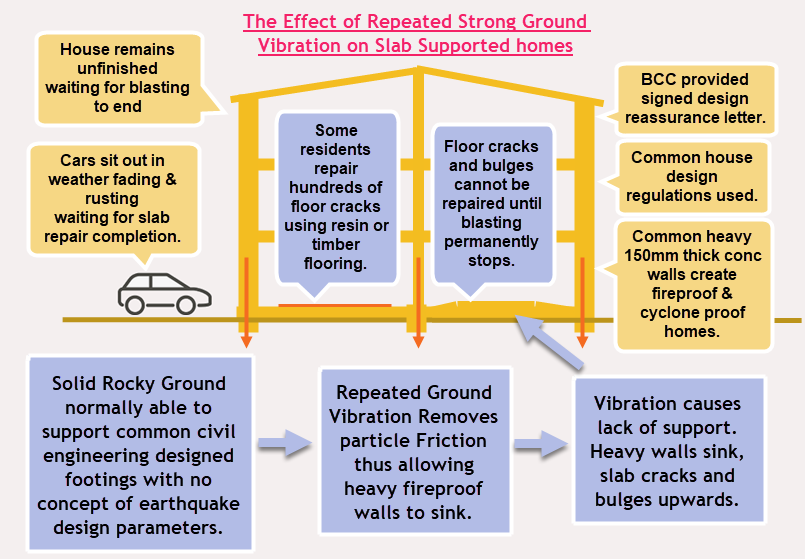 The Effect of Repeated Strong Ground
Vibration on Slab Supported homes
House remains
unfinished
waiting for blasting
to end
Cars sit out in
weather fading &
rusting
waiting for slab
repair completion.
Some
residents
repair
hundreds of
floor cracks
using resin or
timber
flooring.
Floor cracks
and bulges
cannot be
repaired until
blasting
permanently
stops.
BCC provided
signed design
reassurance letter.
Common house
design
regulations used.
Common heavy
150mm thick conc
walls create
fireproof &
cyclone proof
homes.
Solid Rocky Ground
normally able to
support common civil
engineering designed
footings with no
concept of earthquake
design parameters.
Repeated Ground
Vibration Removes
particle Friction
thus allowing
heavy fireproof
walls to sink.
Vibration causes
lack of support.
Heavy walls sink,
slab cracks and
bulges upwards.